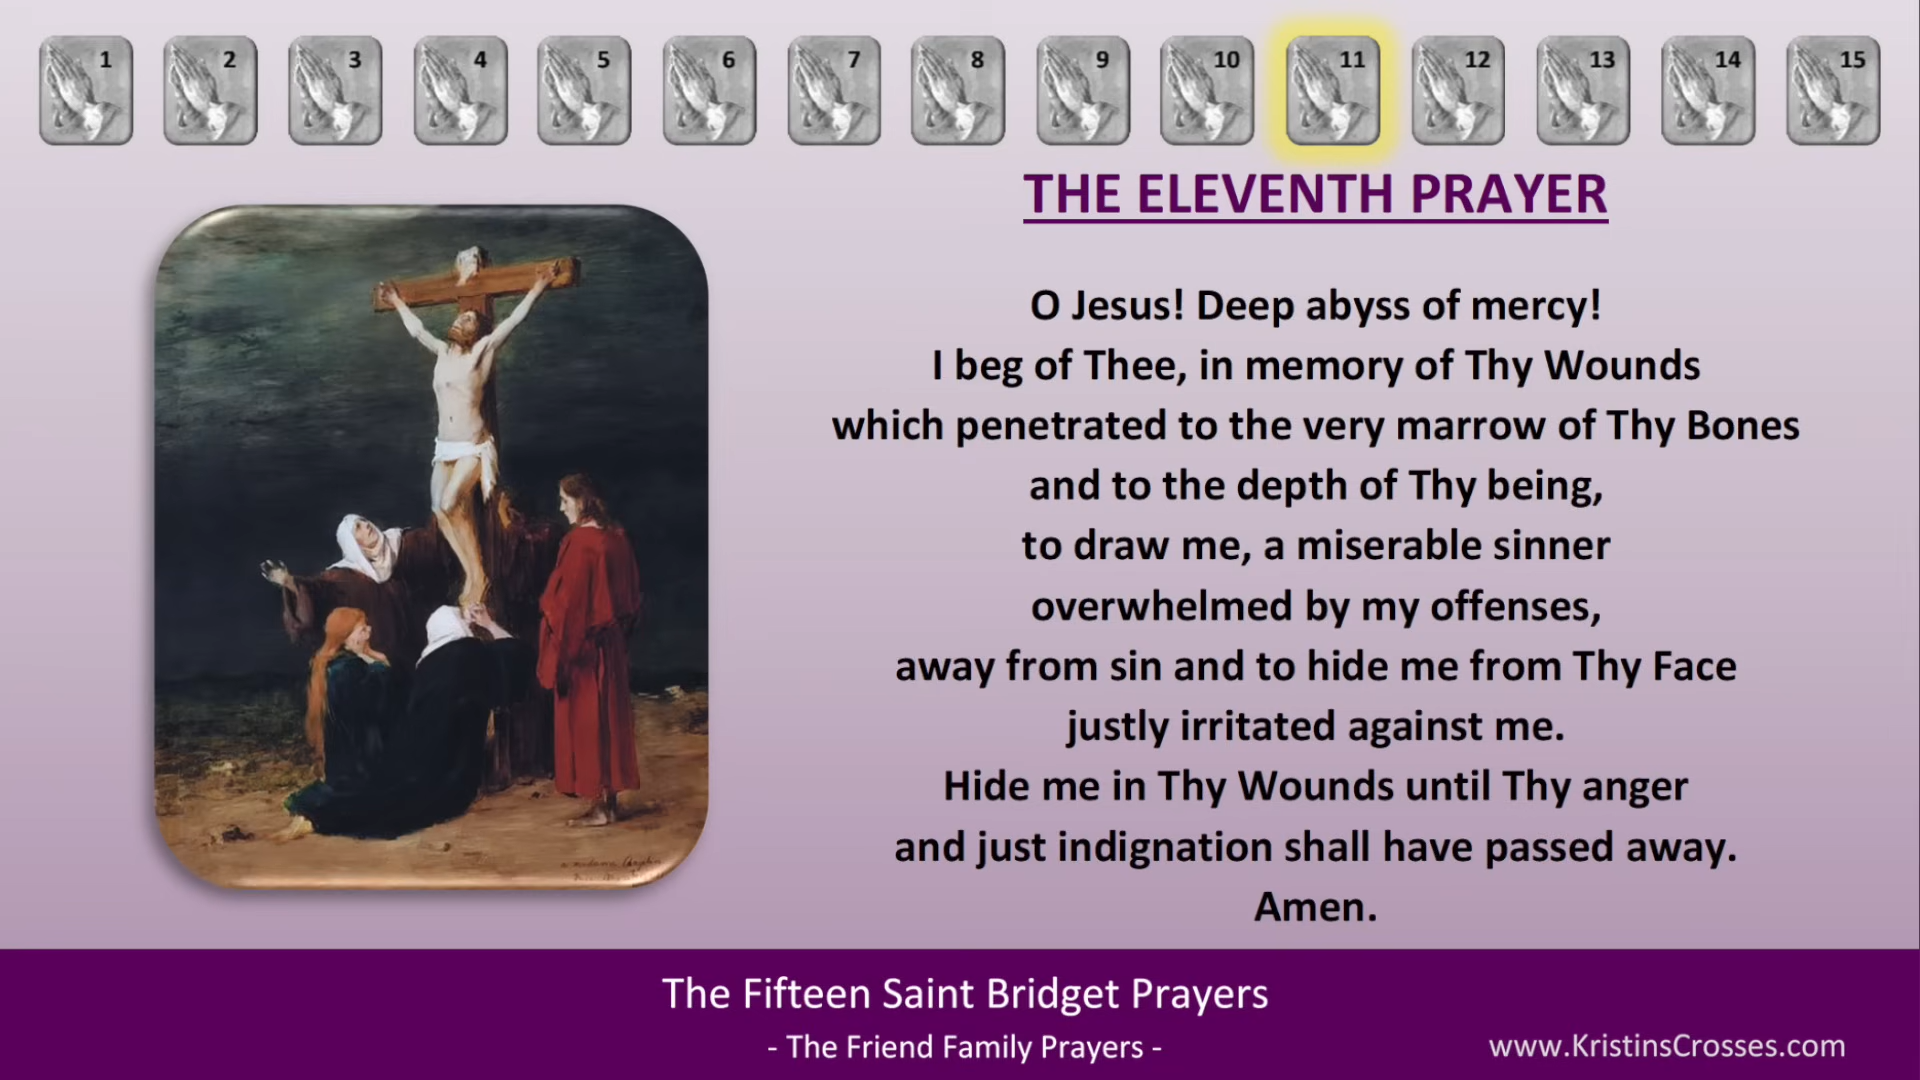 1 2 3 4 5 6 7 8 9 10 11 12 13 14 15
THE ELEVENTH PRAYER
O Jesus! Deep abyss of mercy!
I beg of Thee, in memory of Thy Wounds
which penetrated to the very marrow of Thy Bones
and to the depth of Thy being,
to draw me, a miserable sinner
overwhelmed by my offenses,
away from sin and to hide me from Thy Face
justly irritated against me.
Hide me in Thy Wounds until Thy anger
and just indignation shall have passed away.
Amen.
The Fifteen Saint Bridget Prayers
- The Friend Family Prayers -
www.KristinsCrosses.com